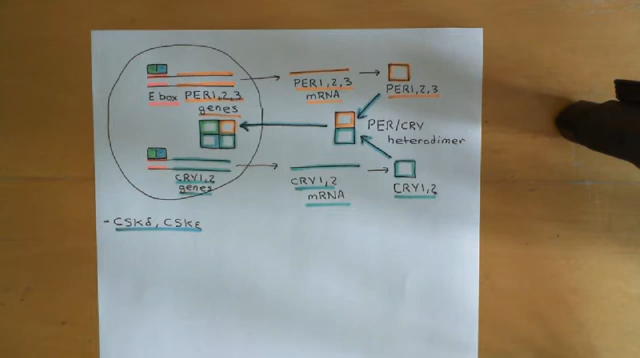 E box
PER1,2,3
genes
PER1,2,3
mRNA
PER1,2,3
PER/CRY
heterodimer
CRY1,2
genes
CRY1,2
mRNA
CRY1,2
- CSKδ, CSKε